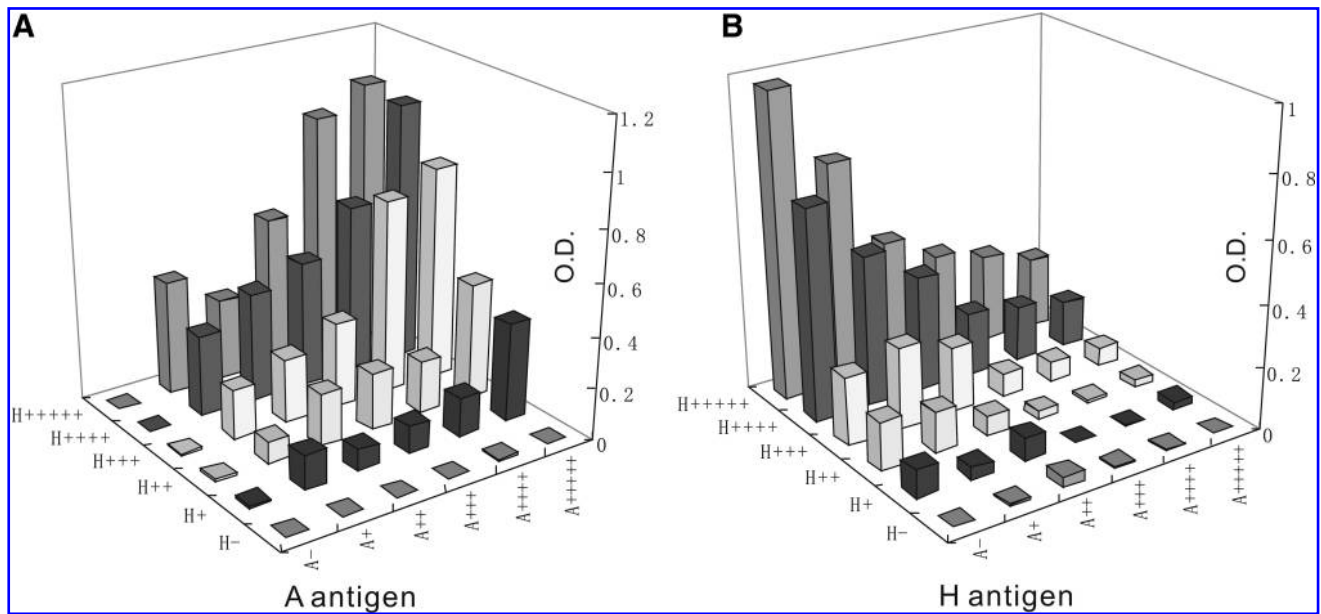 A
1.2
1
0.8
0.6
0.4
0.2
0
O.D.
H+++++
H++++
H+++
H++
H+
H-
A-
A+
A++
A+++
A++++
A+++++
A antigen
B
1
0.8
0.6
0.4
0.2
0
O.D.
H+++++
H++++
H+++
H++
H+
H-
A-
A+
A++
A+++
A++++
A+++++
H antigen